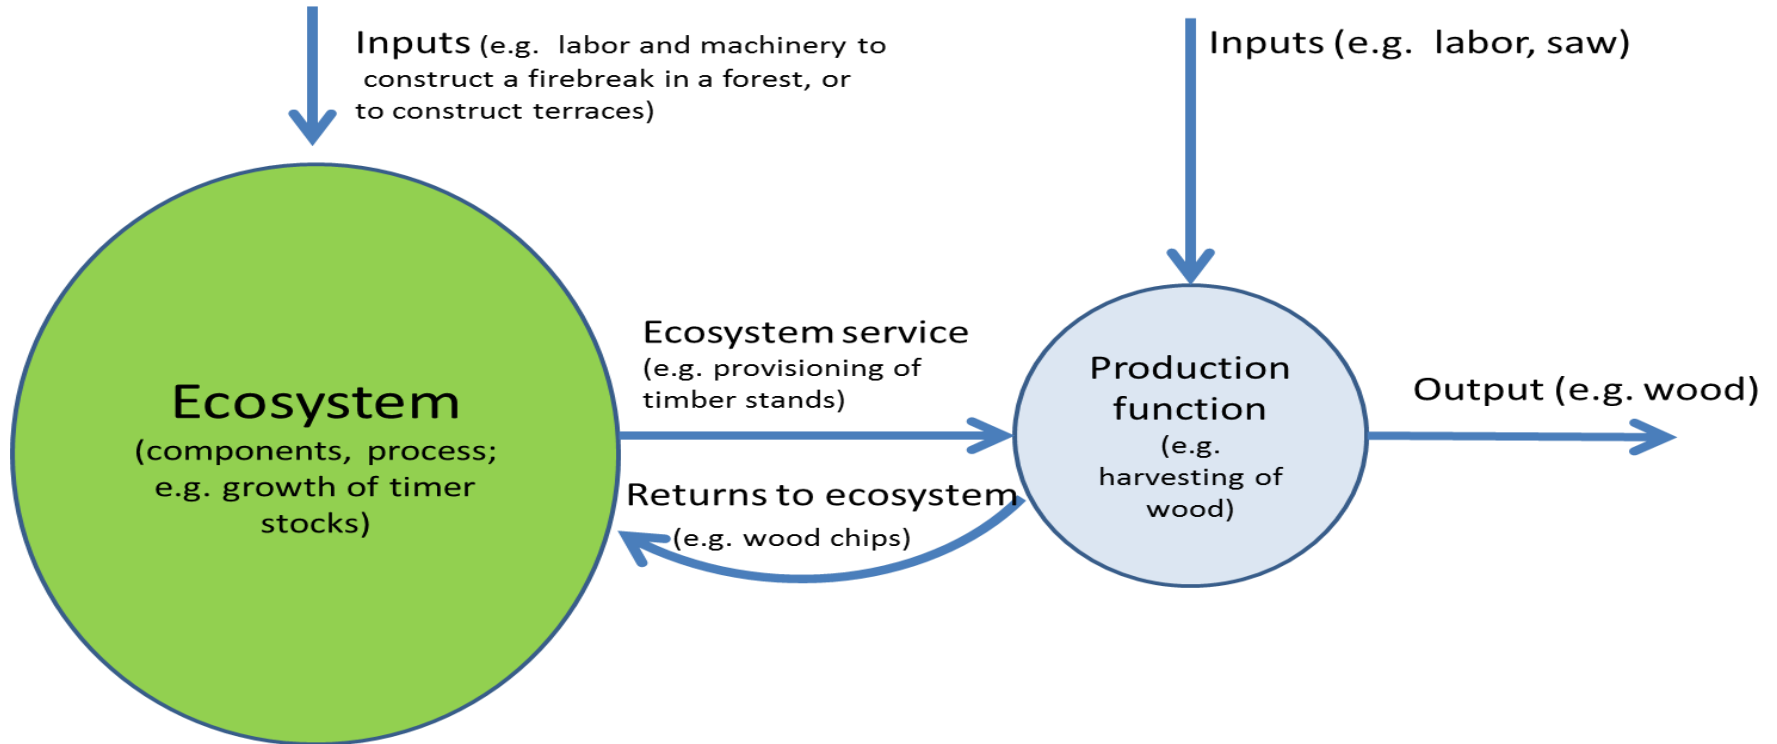 Inputs (e.g. labor and machinery to
construct a firebreak in a forest, or
to construct terraces)
Inputs (e.g. labor, saw)
Ecosystem
(components, process;
e.g. growth of timer
stocks)
Ecosystem service
(e.g. provisioning of
timber stands)
Returns to ecosystem
(e.g. wood chips)
Production
function
(e.g.
harvesting of
wood)
Output (e.g. wood)